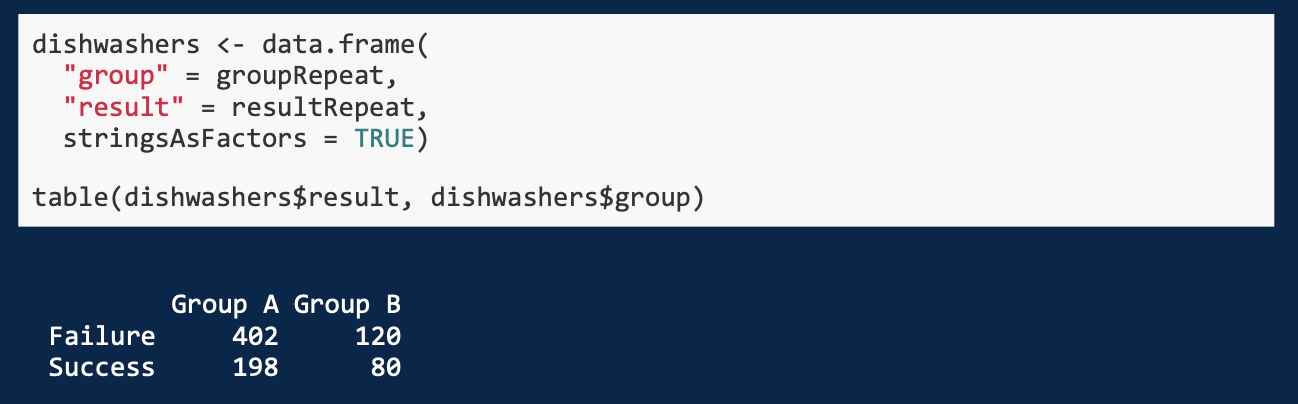 dishwashers <- data.frame(
  "group" = groupRepeat,
  "result" = resultRepeat,
  stringsAsFactors = TRUE)
table(dishwashers$result, dishwashers$group)
Group A Group B
Failure 402 120
Success 198 80